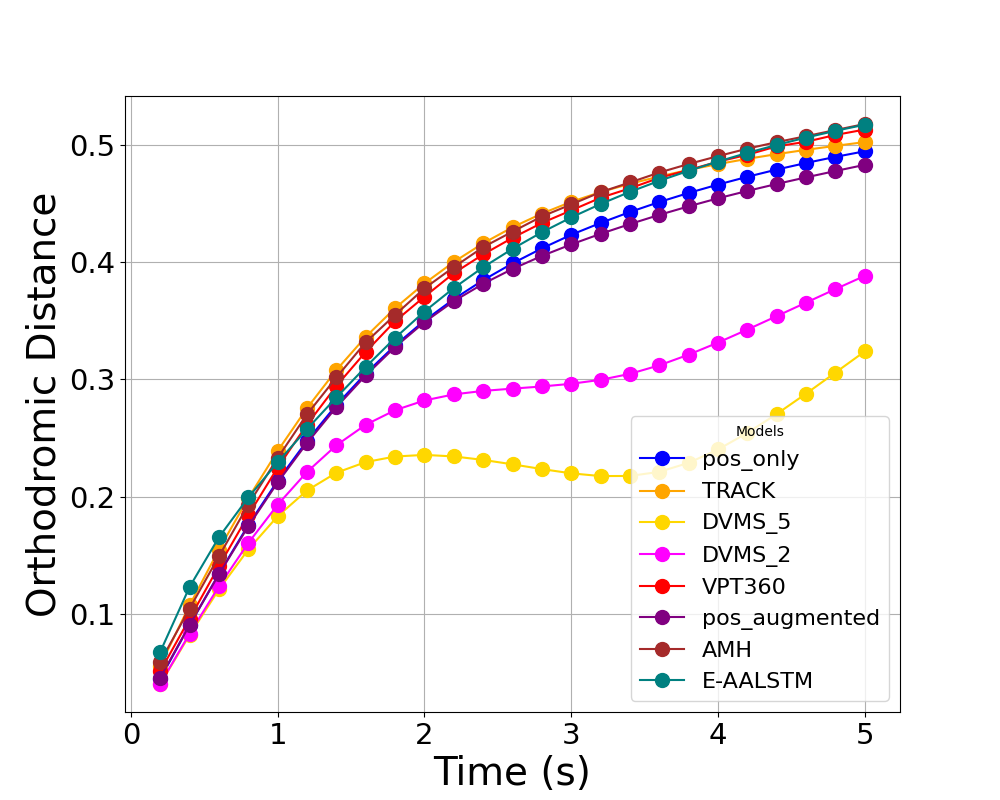 Orthodromic Distance
0.5
0.4
0.3
0.2
0.1
Models
pos_only
TRACK
DVMS_5
DVMS_2
VPT360
pos_augmented
AMH
E-AALSTM
0 1 2 3 4 5
Time (s)